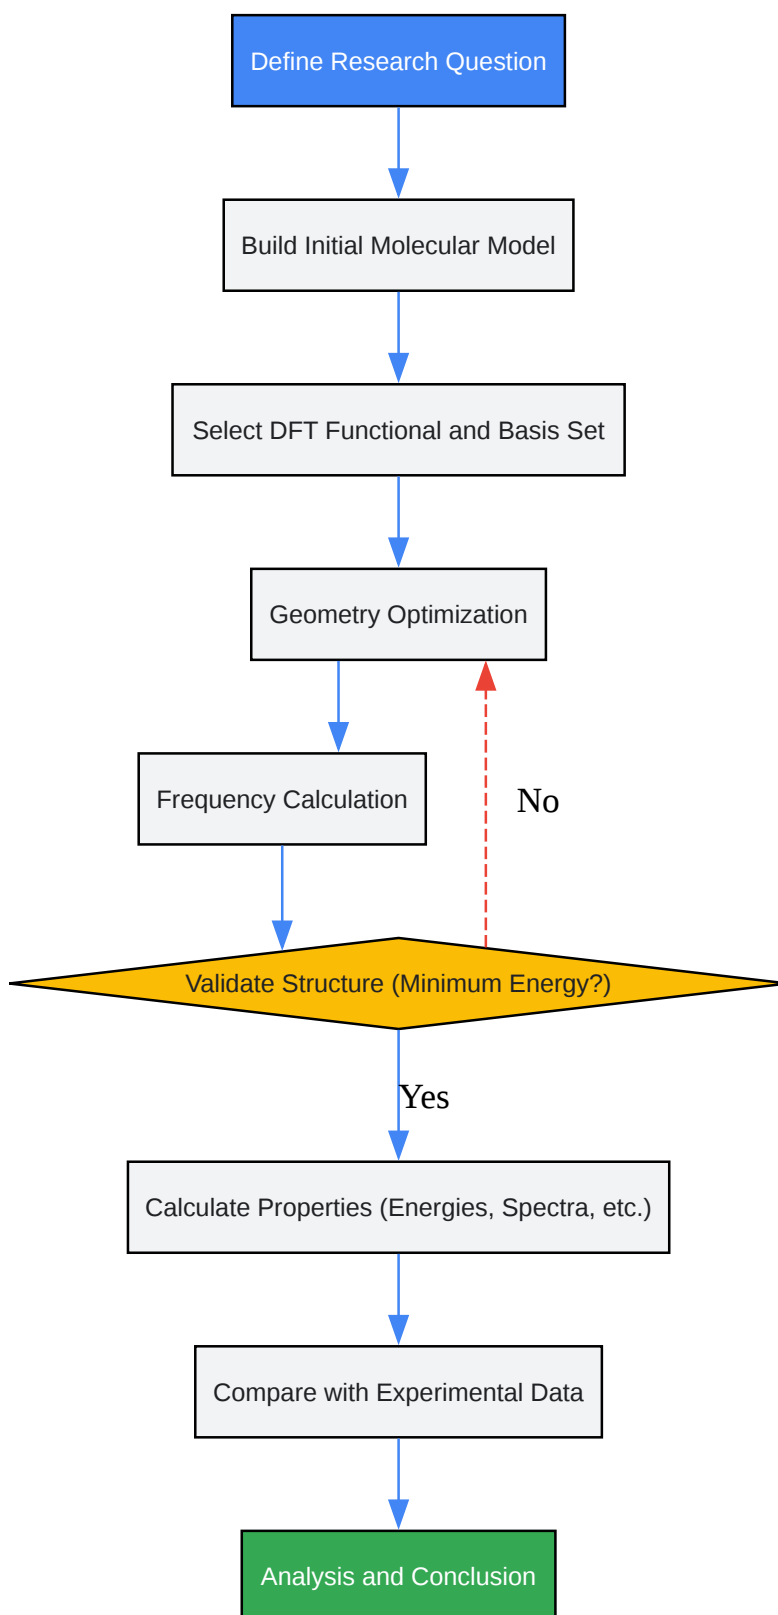 Define Research Question
Build Initial Molecular Model
Select DFT Functional and Basis Set
Geometry Optimization
Frequency Calculation
No
Validate Structure (Minimum Energy?)
Yes
Calculate Properties (Energies, Spectra, etc.)
Compare with Experimental Data
Analysis and Conclusion